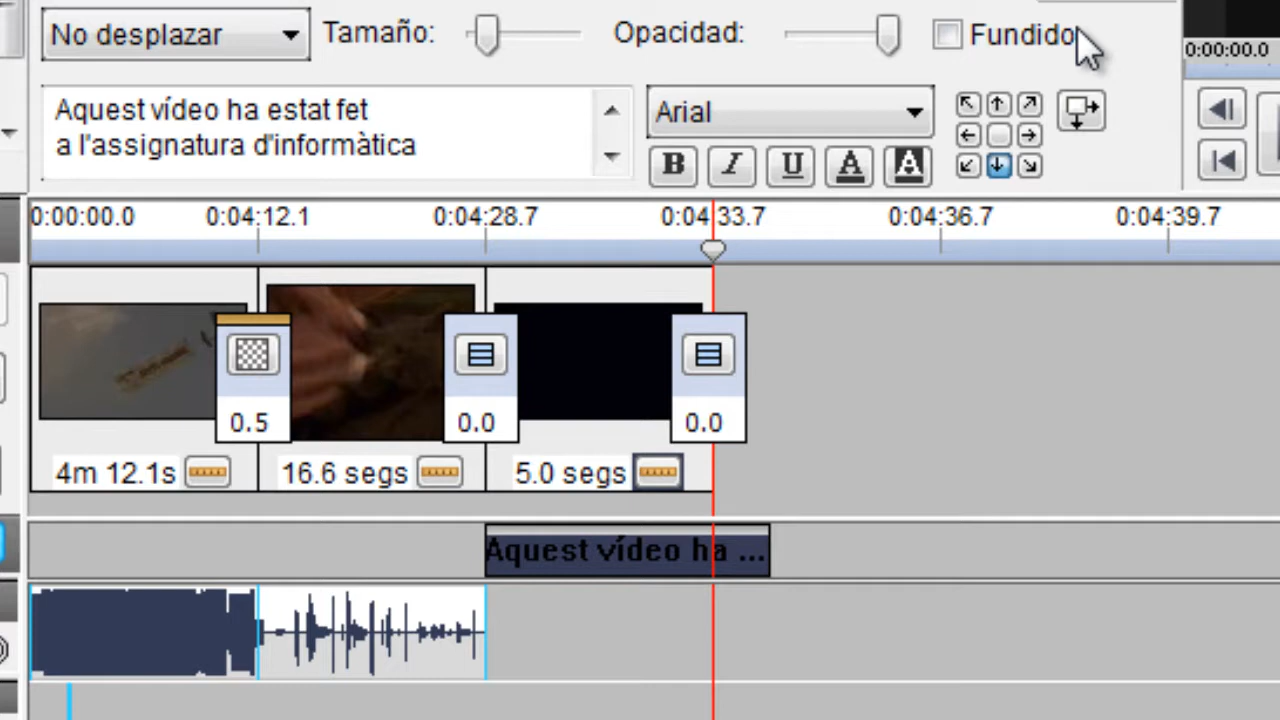 No desplazar
Tamaño:
Opacidad:
Fundido
0:00:00.0
Aquest vídeo ha estat fet
a l'assignatura d'informàtica
Arial
B I U A A
0:00:00.0 0:04:12.1 0:04:28.7 0:04:33.7 0:04:36.7 0:04:39.7
0.5 0.0 0.0
4m 12.1s 16.6 segs 5.0 segs
Aquest vídeo ha ...